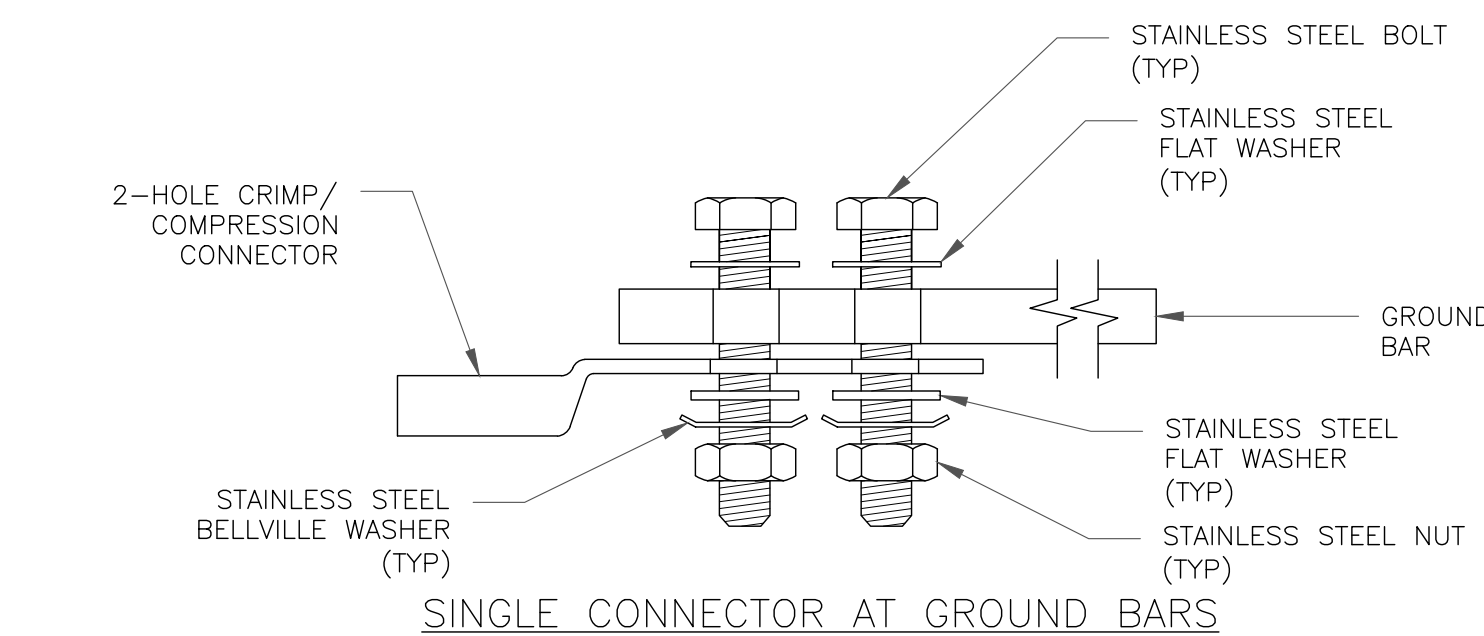 STAINLESS STEEL BOLT
(TYP)
STAINLESS STEEL
FLAT WASHER
(TYP)
2-HOLE CRIMP/
COMPRESSION
CONNECTOR
GROUND
BAR
STAINLESS STEEL
FLAT WASHER
(TYP)
STAINLESS STEEL
BELLVILLE WASHER
(TYP)
STAINLESS STEEL NUT
(TYP)
SINGLE CONNECTOR AT GROUND BARS